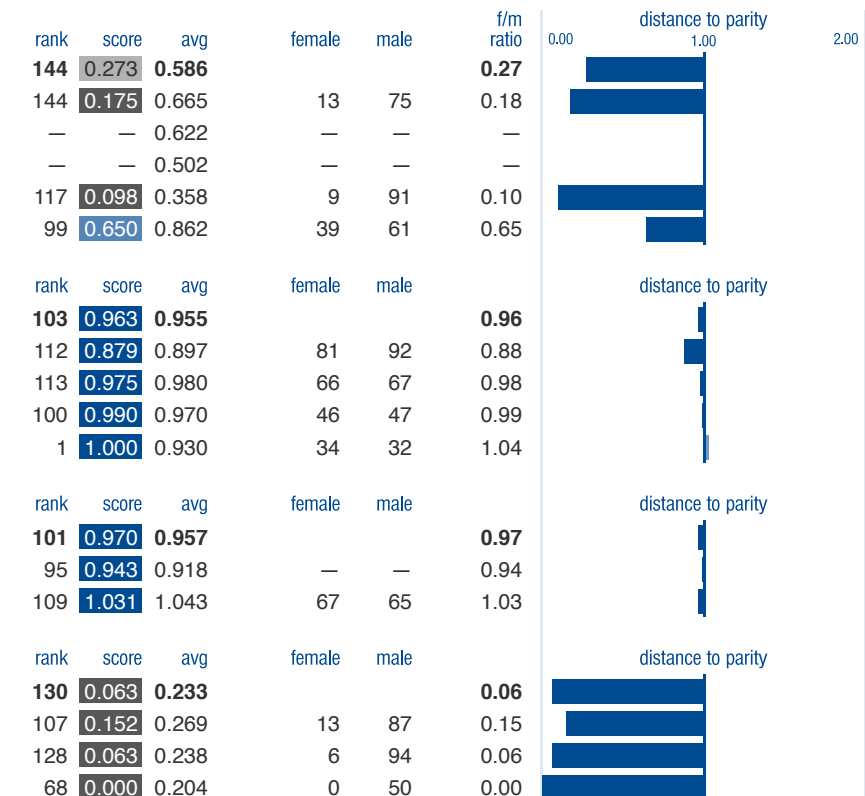 f/m
distance to parity
rank score avg female male ratio 0.00 1.00 2.00
144 0.273 0.586 0.27
144 0.175 0.665 13 75 0.18
— — 0.622 — — —
— — 0.502 — — —
117 0.098 0.358 9 91 0.10
99 0.650 0.862 39 61 0.65
rank score avg female male distance to parity
103 0.963 0.955 0.96
112 0.879 0.897 81 92 0.88
113 0.975 0.980 66 67 0.98
100 0.990 0.970 46 47 0.99
1 1.000 0.930 34 32 1.04
rank score avg female male distance to parity
101 0.970 0.957 0.97
95 0.943 0.918 — — 0.94
109 1.031 1.043 67 65 1.03
rank score avg female male distance to parity
130 0.063 0.233 0.06
107 0.152 0.269 13 87 0.15
128 0.063 0.238 6 94 0.06
68 0.000 0.204 0 50 0.00